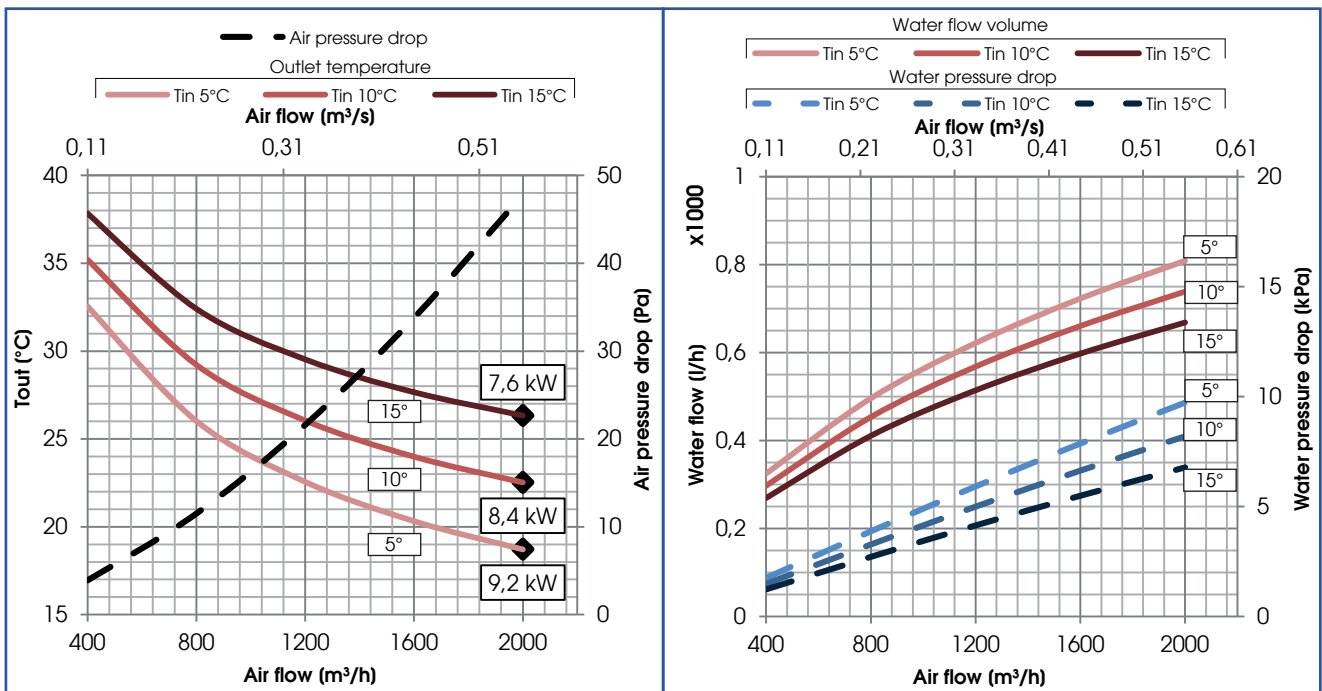 Air pressure drop
Outlet temperature
Tin 5°C Tin 10°C Tin 15°C
Air flow (m³/s)
0,11 0,31 0,51
40 50
35 40
30 30
25 20
20 10
15 0
Tout (°C)
Air pressure drop (Pa)
7,6 kW
15°
10°
8,4 kW
5°
9,2 kW
400 800 1200 1600 2000
Air flow (m³/h)
Water flow volume
Tin 5°C Tin 10°C Tin 15°C
Water pressure drop
Tin 5°C Tin 10°C Tin 15°C
Air flow (m³/s)
0,11 0,21 0,31 0,41 0,51 0,61
1 20
x1000
0,8
15
0,6
10
0,4
5
0,2
0 0
Water flow (l/h)
Water pressure drop (kPa)
5°
10°
15°
5°
10°
15°
400 800 1200 1600 2000
Air flow (m³/h)